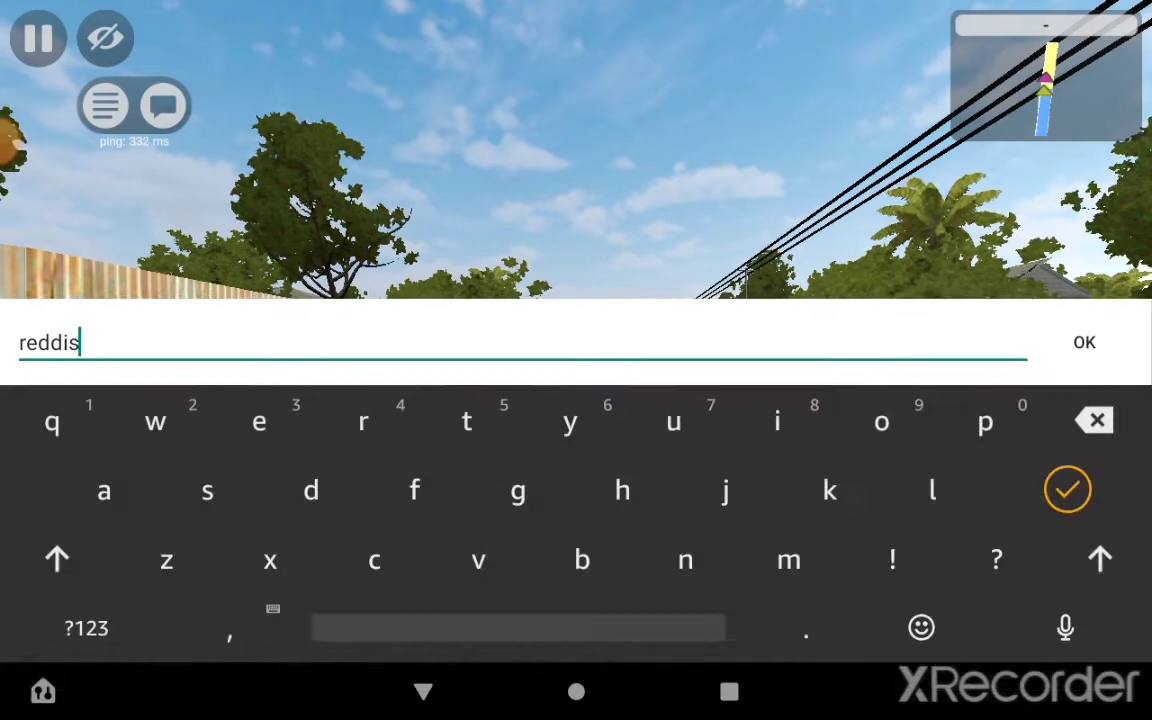 -
ping: 332 ms
reddis
OK
q 1 w 2 e 3 r 4 t 5 y 6 u 7 i 8 o 9 p 0
a s d f g h j k l
z x c v b n m ! ?
?123 , .
XRecorder